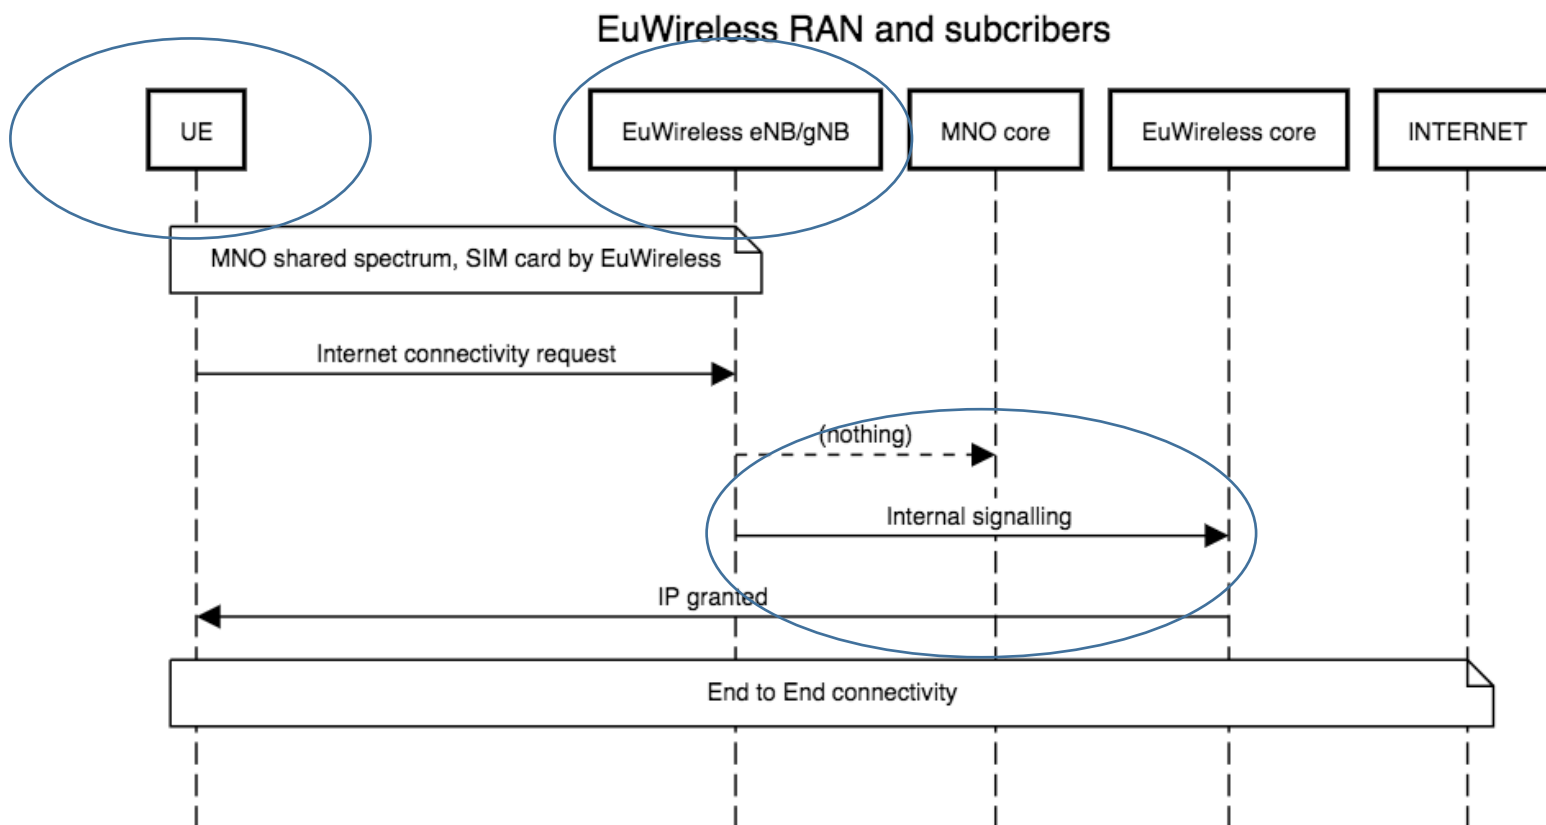 EuWireless RAN and subcribers
UE
EuWireless eNB/gNB
MNO core
EuWireless core
INTERNET
MNO shared spectrum, SIM card by EuWireless
Internet connectivity request
(nothing)
Internal signalling
IP granted
End to End connectivity